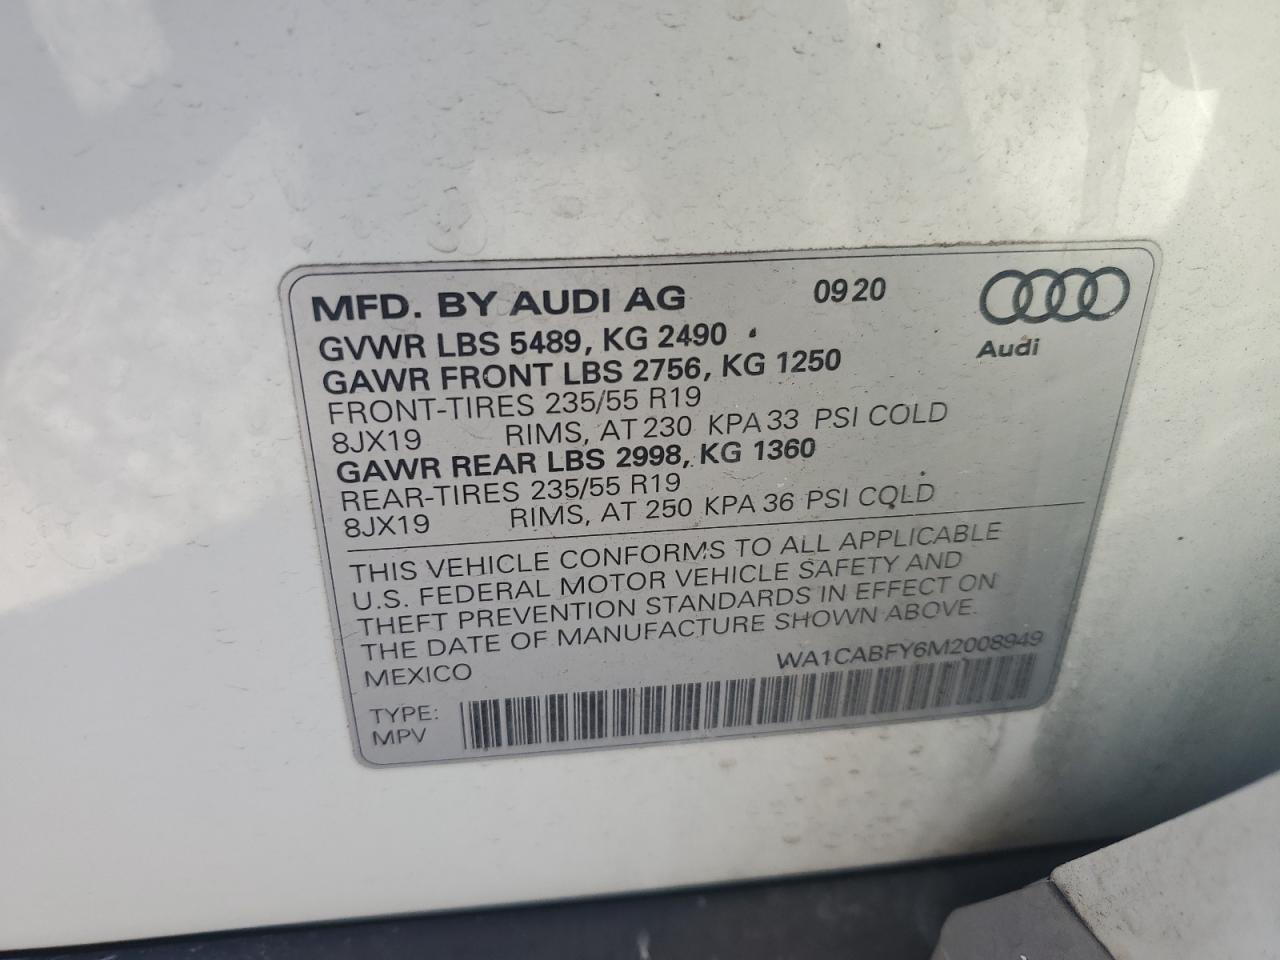 MFD. BY AUDI AG 0920
Audi
GVWR LBS 5489, KG 2490
GAWR FRONT LBS 2756, KG 1250
FRONT-TIRES 235/55 R19
8JX19 RIMS, AT 230 KPA 33 PSI COLD
GAWR REAR LBS 2998, KG 1360
REAR-TIRES 235/55 R19
8JX19 RIMS, AT 250 KPA 36 PSI COLD
THIS VEHICLE CONFORMS TO ALL APPLICABLE
U.S. FEDERAL MOTOR VEHICLE SAFETY AND
THEFT PREVENTION STANDARDS IN EFFECT ON
THE DATE OF MANUFACTURE SHOWN ABOVE.
MEXICO WA1CABFY6M2008949
TYPE:
MPV